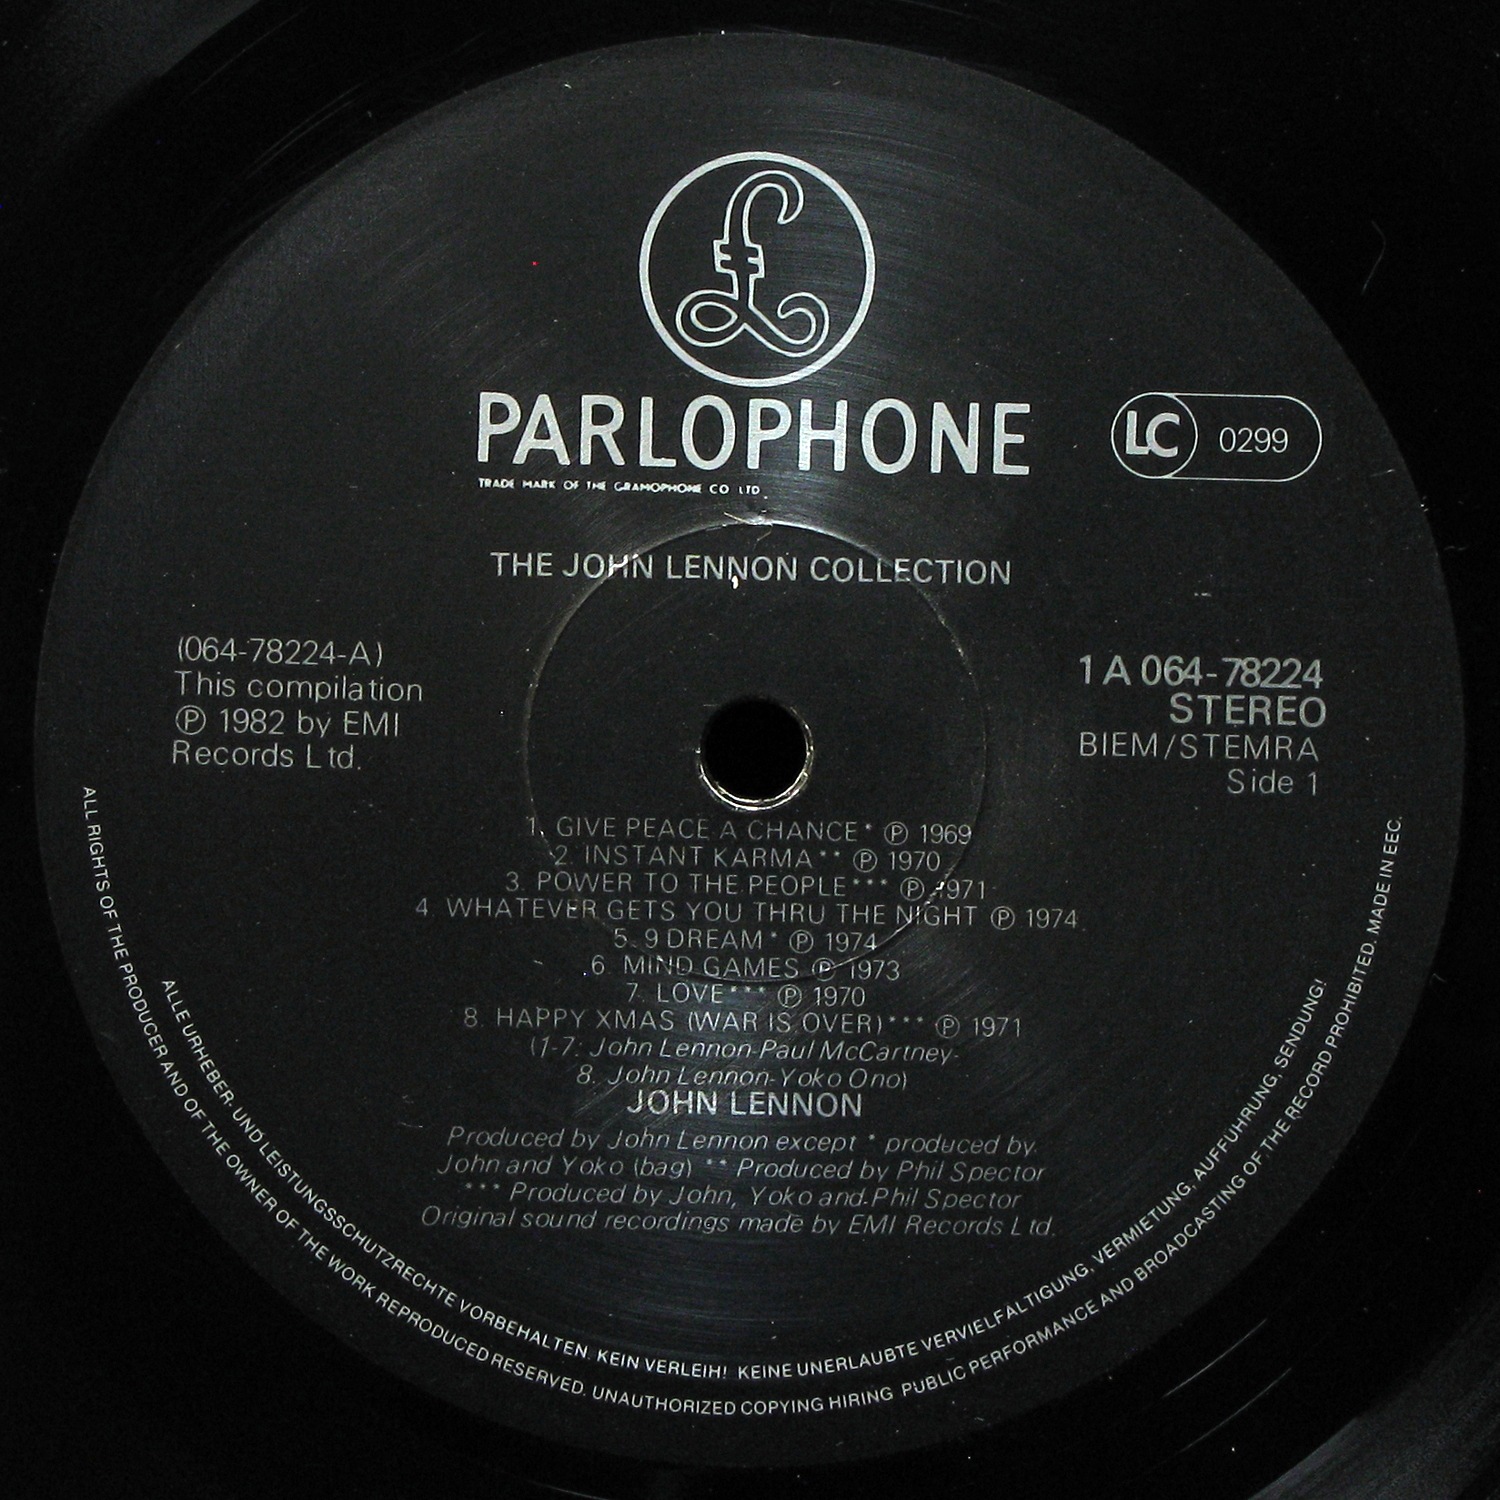 PARLOPHONE
TRADE MARK OF THE GRAMOPHONE CO LTD.
LC 0299
THE JOHN LENNON COLLECTION
(064-78224-A)
This compilation
℗ 1982 by EMI
Records Ltd.
1 A 064-78224
STEREO
BIEM/STEMRA
Side 1
1. GIVE PEACE A CHANCE* ℗ 1969
2. INSTANT KARMA** ℗ 1970
3. POWER TO THE PEOPLE*** ℗ 1971
4. WHATEVER GETS YOU THRU THE NIGHT ℗ 1974
5. 9 DREAM* ℗ 1974
6. MIND GAMES ℗ 1973
7. LOVE*** ℗ 1970
8. HAPPY XMAS (WAR IS OVER)*** ℗ 1971
(1-7: John Lennon-Paul McCartney-
8. John Lennon-Yoko Ono)
JOHN LENNON
Produced by John Lennon except * produced by
John and Yoko (bag) ** Produced by Phil Spector
*** Produced by John, Yoko and Phil Spector
Original sound recordings made by EMI Records Ltd.
ALLE URHEBER- UND LEISTUNGSSCHUTZRECHTE VORBEHALTEN. KEIN VERLEIH! KEINE UNERLAUBTE VERVIELFÄLTIGUNG, VERMIETUNG, AUFFÜHRUNG, SENDUNG!
ALL RIGHTS OF THE PRODUCER AND OF THE OWNER OF THE WORK REPRODUCED RESERVED. UNAUTHORIZED COPYING HIRING PUBLIC PERFORMANCE AND BROADCASTING OF THE RECORD PROHIBITED. MADE IN EEC.